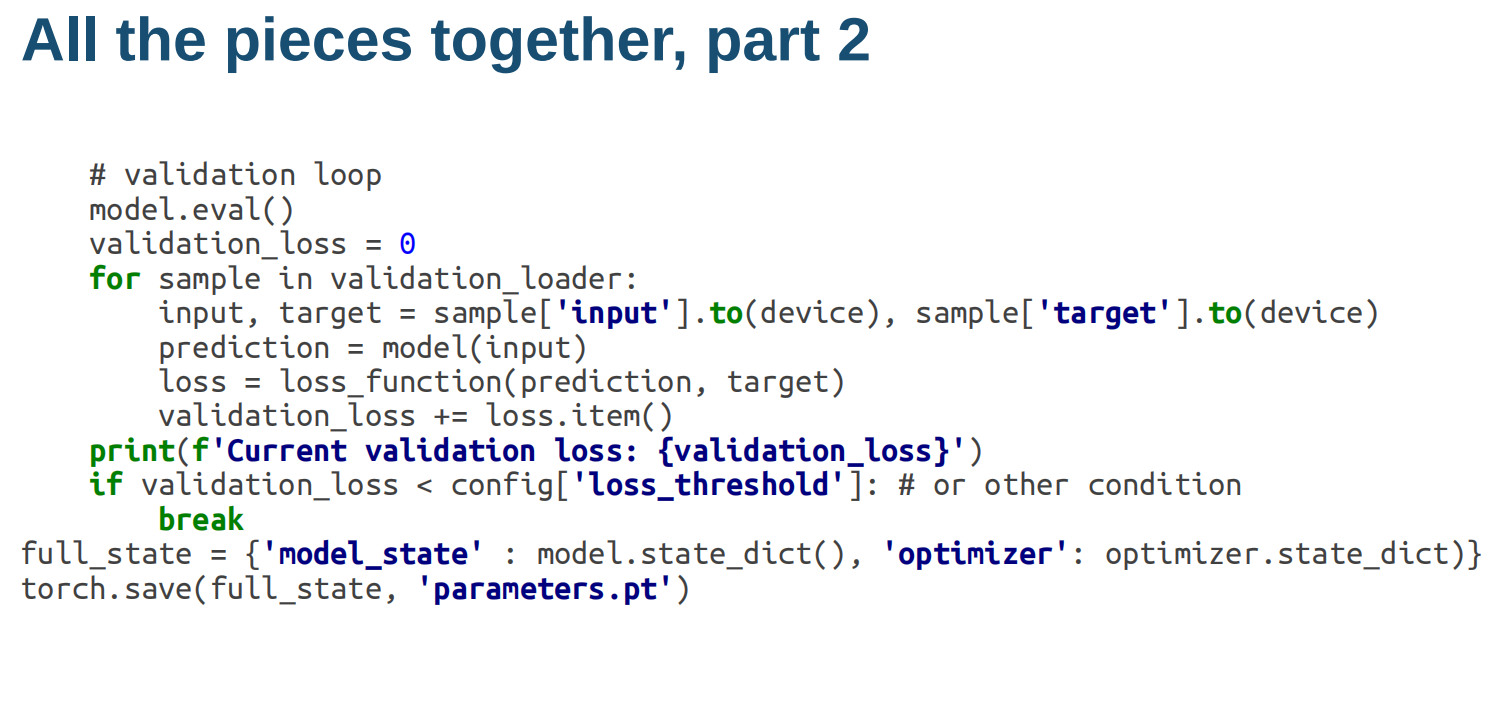 All the pieces together, part 2
# validation loop
model.eval()
validation_loss = 0
for sample in validation_loader:
input, target = sample['input'].to(device), sample['target'].to(device)
prediction = model(input)
loss = loss_function(prediction, target)
validation_loss += loss.item()
print(f'Current validation loss: {validation_loss}')
if validation_loss < config['loss_threshold']: # or other condition
break
full_state = {'model_state' : model.state_dict(), 'optimizer': optimizer.state_dict)}
torch.save(full_state, 'parameters.pt')